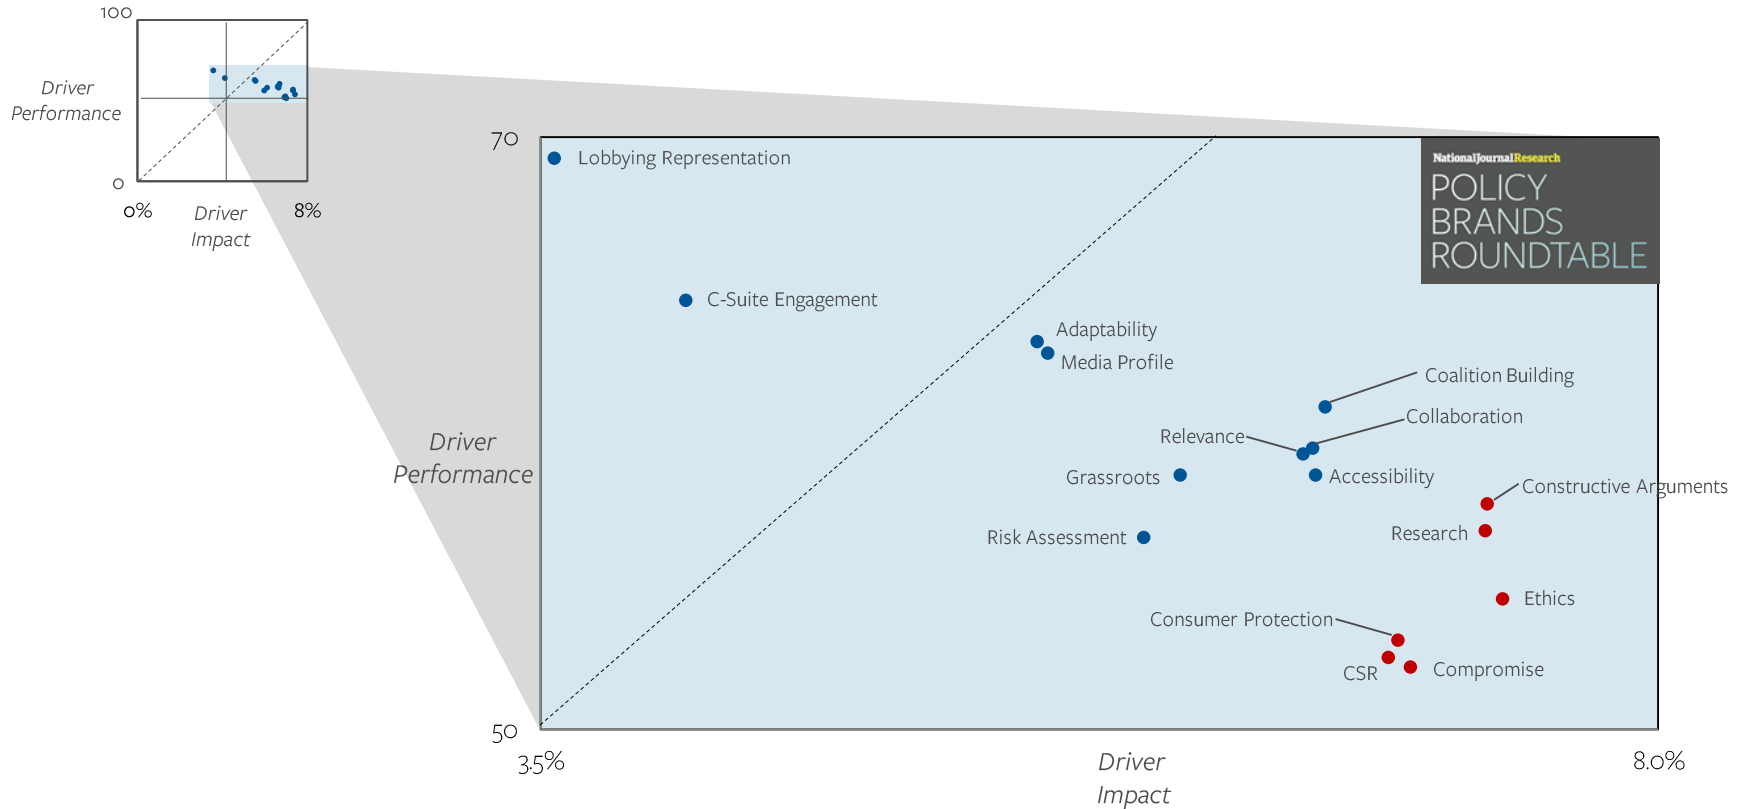 100
Driver
Performance
0
0%
8%
Driver
Impact
70
Lobbying Representation
NationalJournalResearch
POLICY
BRANDS
ROUNDTABLE
C-Suite Engagement
Adaptability
Media Profile
Coalition Building
Collaboration
Relevance
Driver
Performance
Grassroots
Accessibility
Constructive Arguments
Research
Risk Assessment
Ethics
Consumer Protection
CSR
Compromise
50
3.5%
8.0%
Driver
Impact